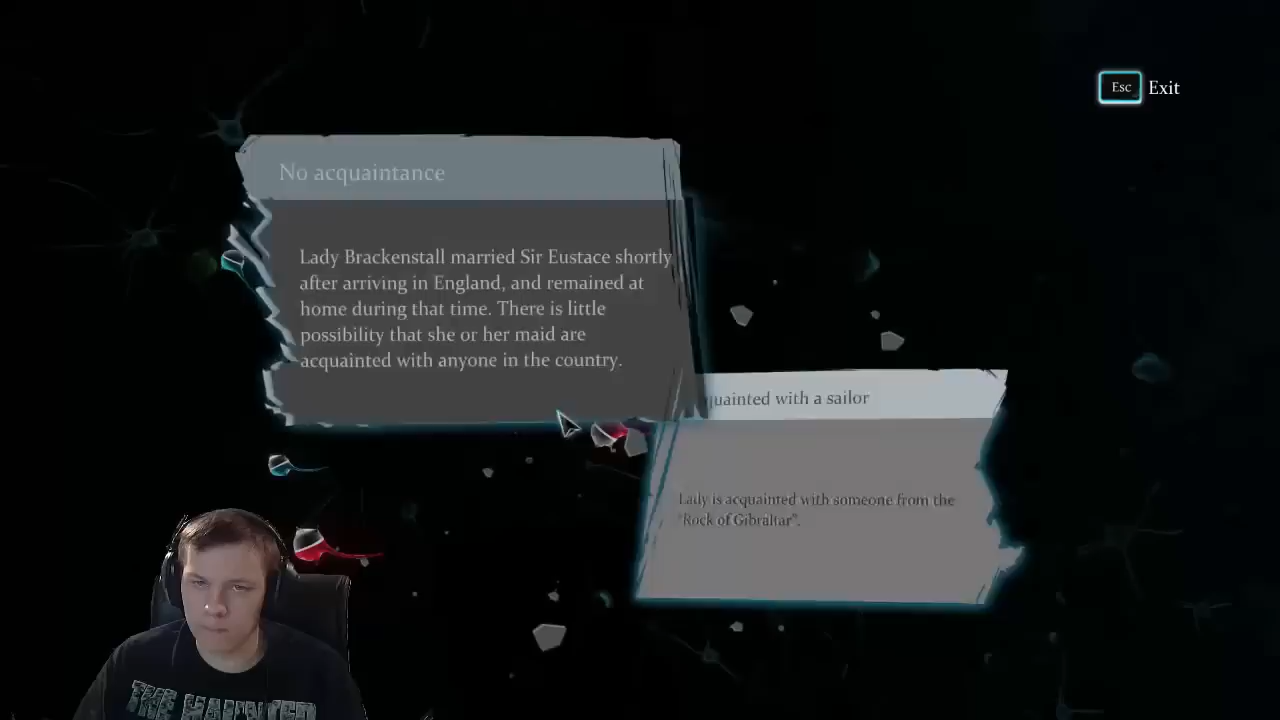 Esc Exit
No acquaintance
Lady Brackenstall married Sir Eustace shortly
after arriving in England, and remained at
home during that time. There is little
possibility that she or her maid are
acquainted with anyone in the country.
quainted with a sailor
Lady is acquainted with someone from the
"Rock of Gibraltar".
THE HAUNTED